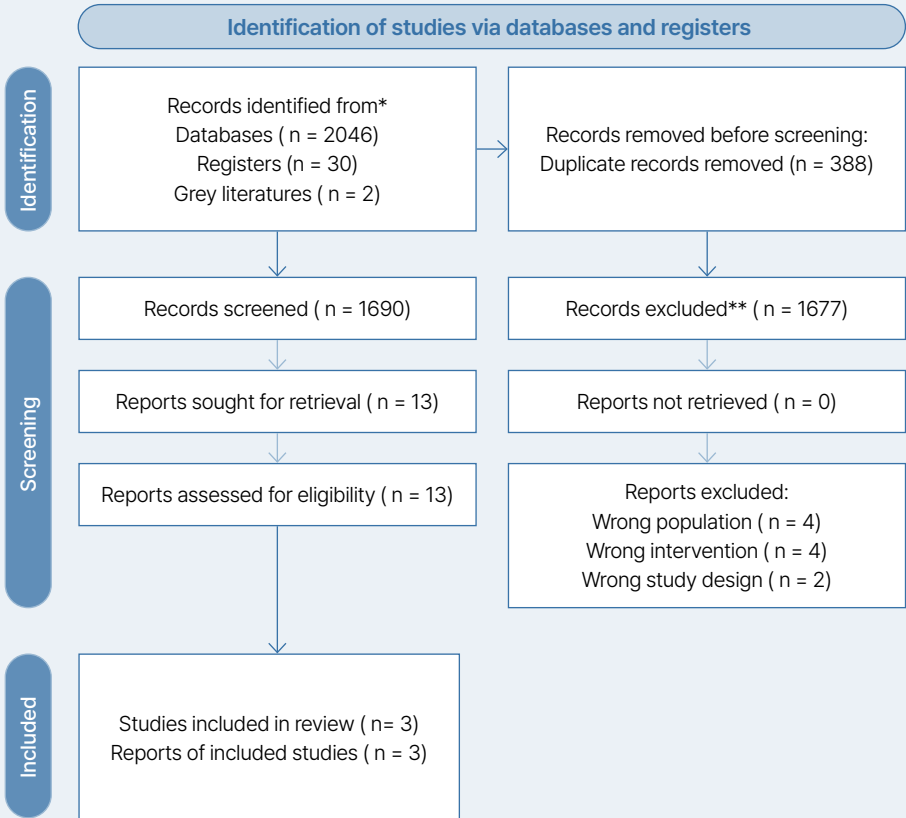 Identification of studies via databases and registers
Identification
Records identified from*
Databases ( n = 2046)
Registers (n = 30)
Grey literatures ( n = 2)
Records removed before screening:
Duplicate records removed (n = 388)
Screening
Records screened ( n = 1690)
Records excluded** ( n = 1677)
Reports sought for retrieval ( n = 13)
Reports not retrieved ( n = 0)
Reports assessed for eligibility ( n = 13)
Reports excluded:
Wrong population ( n = 4)
Wrong intervention ( n = 4)
Wrong study design ( n = 2)
Included
Studies included in review ( n= 3)
Reports of included studies ( n = 3)